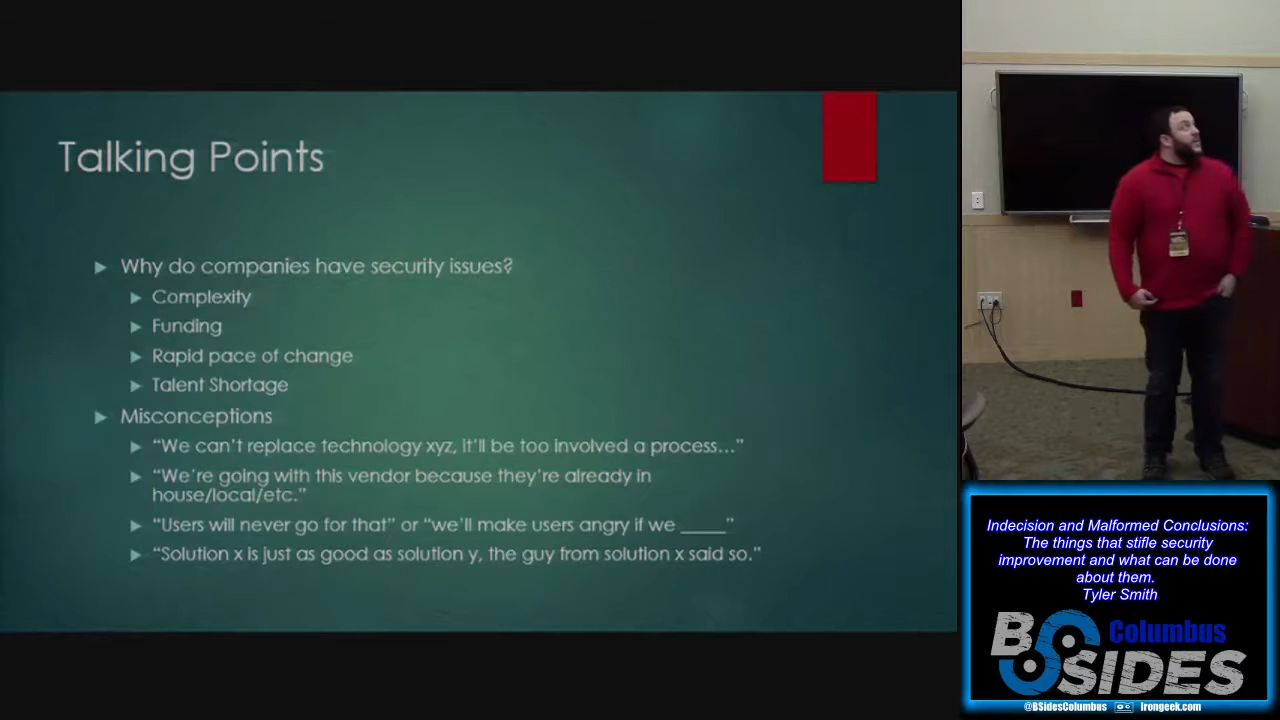 Talking Points
Why do companies have security issues?
Complexity
Funding
Rapid pace of change
Talent Shortage
Misconceptions
"We can't replace technology xyz, it'll be too involved a process…"
"We're going with this vendor because they're already in
house/local/etc."
"Users will never go for that" or "we'll make users angry if we _____"
"Solution x is just as good as solution y, the guy from solution x said so."
Indecision and Malformed Conclusions:
The things that stifle security
improvement and what can be done
about them.
Tyler Smith
BSIDES Columbus
@BSidesColumbus Irongeek.com